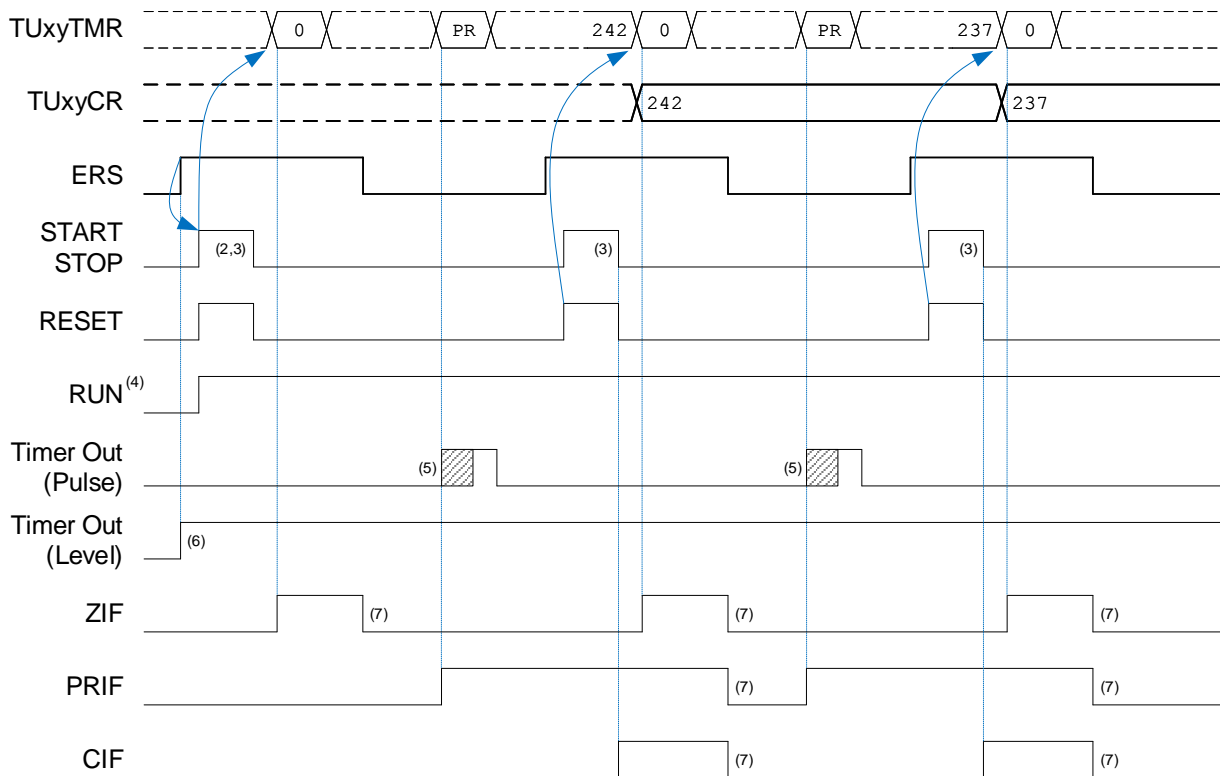 TUxyTMR 0 PR 242 0 PR 237 0
TUxyCR 242 237
ERS
START
STOP (2,3) (3) (3)
RESET
RUN(4)
Timer Out
(Pulse) (5) (5)
Timer Out
(Level) (6)
ZIF (7) (7) (7)
PRIF (7) (7)
CIF (7) (7)